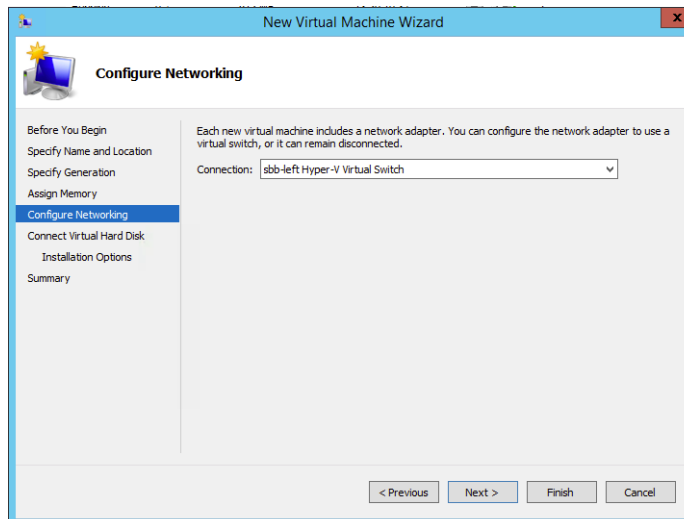 New Virtual Machine Wizard
x
Configure Networking
Before You Begin
Specify Name and Location
Specify Generation
Assign Memory
Configure Networking
Connect Virtual Hard Disk
Installation Options
Summary
Each new virtual machine includes a network adapter. You can configure the network adapter to use a
virtual switch, or it can remain disconnected.
Connection: sbb-left Hyper-V Virtual Switch
< Previous Next > Finish Cancel